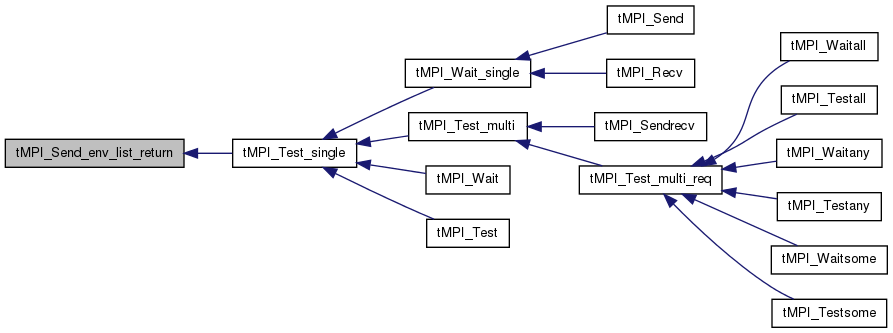 tMPI_Send
tMPI_Waitall
tMPI_Wait_single
tMPI_Recv
tMPI_Testall
tMPI_Test_multi
tMPI_Sendrecv
tMPI_Send_env_list_return
tMPI_Test_single
tMPI_Waitany
tMPI_Wait
tMPI_Test_multi_req
tMPI_Testany
tMPI_Test
tMPI_Waitsome
tMPI_Testsome